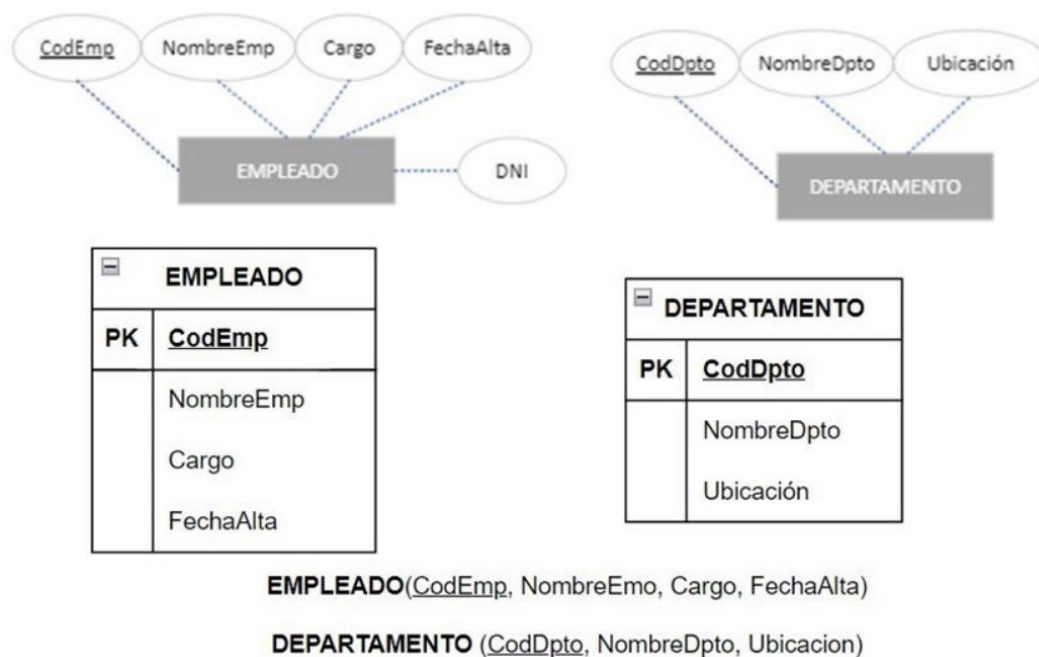 CodEmp NombreEmp Cargo FechaAlta
CodDpto NombreDpto Ubicación
EMPLEADO
DNI
DEPARTAMENTO
EMPLEADO
PK CodEmp
NombreEmp
Cargo
FechaAlta
DEPARTAMENTO
PK CodDpto
NombreDpto
Ubicación
EMPLEADO(CodEmp, NombreEmo, Cargo, FechaAlta)
DEPARTAMENTO (CodDpto, NombreDpto, Ubicacion)